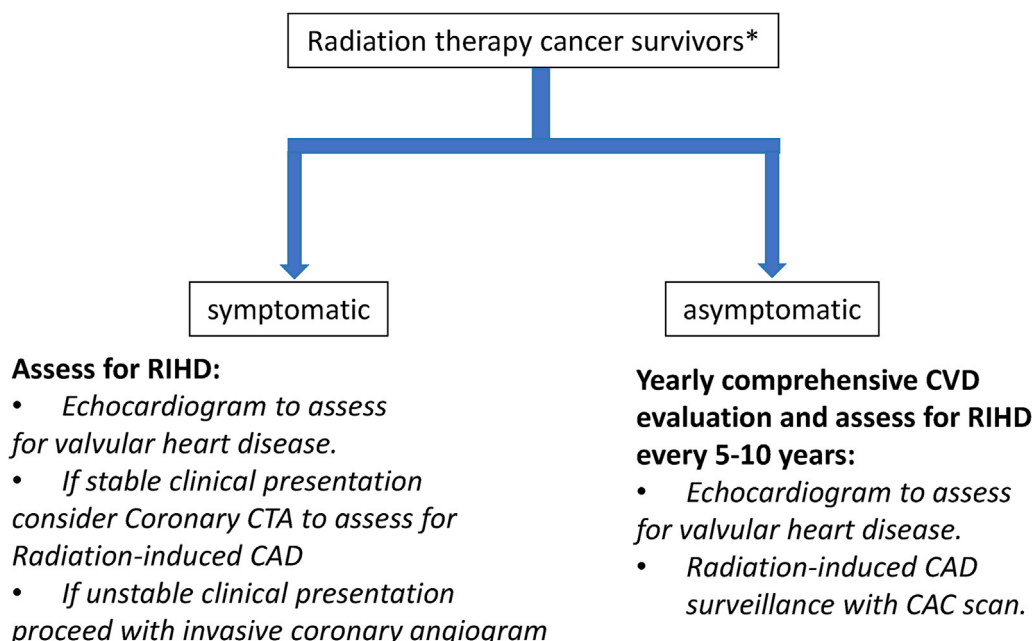 Radiation therapy cancer survivors*
symptomatic
asymptomatic
Assess for RIHD:
• Echocardiogram to assess
for valvular heart disease.
• If stable clinical presentation
consider Coronary CTA to assess for
Radiation-induced CAD
• If unstable clinical presentation
proceed with invasive coronary angiogram
Yearly comprehensive CVD
evaluation and assess for RIHD
every 5-10 years:
• Echocardiogram to assess
for valvular heart disease.
• Radiation-induced CAD
surveillance with CAC scan.